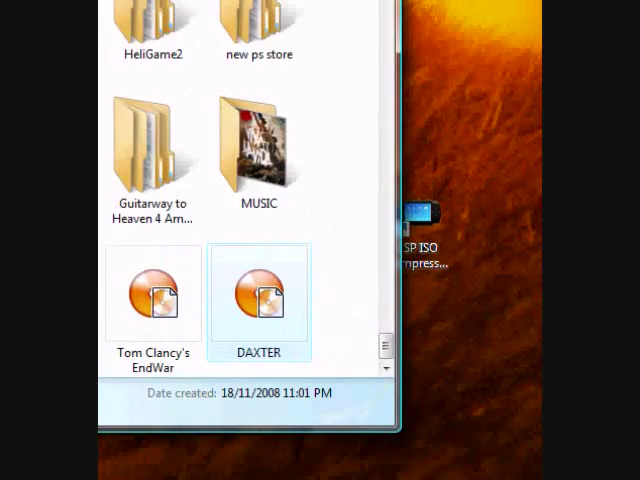 HeliGame2
new ps store
Guitarway to
Heaven 4 Arn...
MUSIC
SP ISO
mpress...
Tom Clancy's
EndWar
DAXTER
Date created: 18/11/2008 11:01 PM